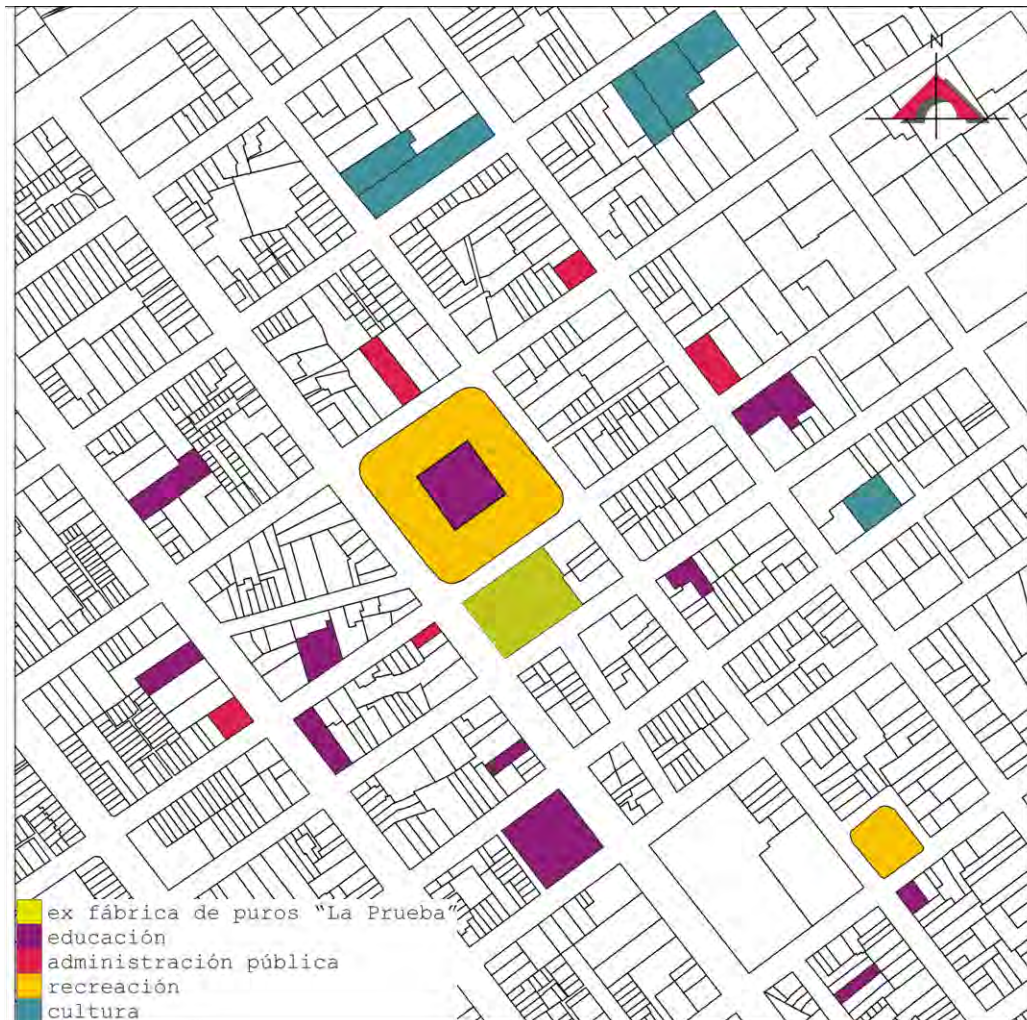 N
ex fábrica de puros “La Prueba”
educación
administración pública
recreación
cultura